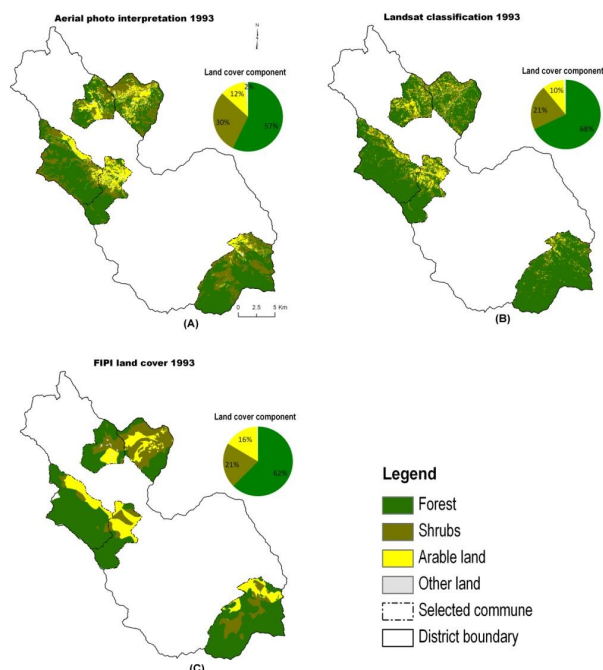 Aerial photo interpretation 1993
N
Land cover component
2%
12%
30%
57%
0 2.5 5 Km
(A)
Landsat classification 1993
Land cover component
10%
21%
68%
(B)
FIPI land cover 1993
Land cover component
16%
21%
62%
(C)
Legend
Forest
Shrubs
Arable land
Other land
Selected commune
District boundary